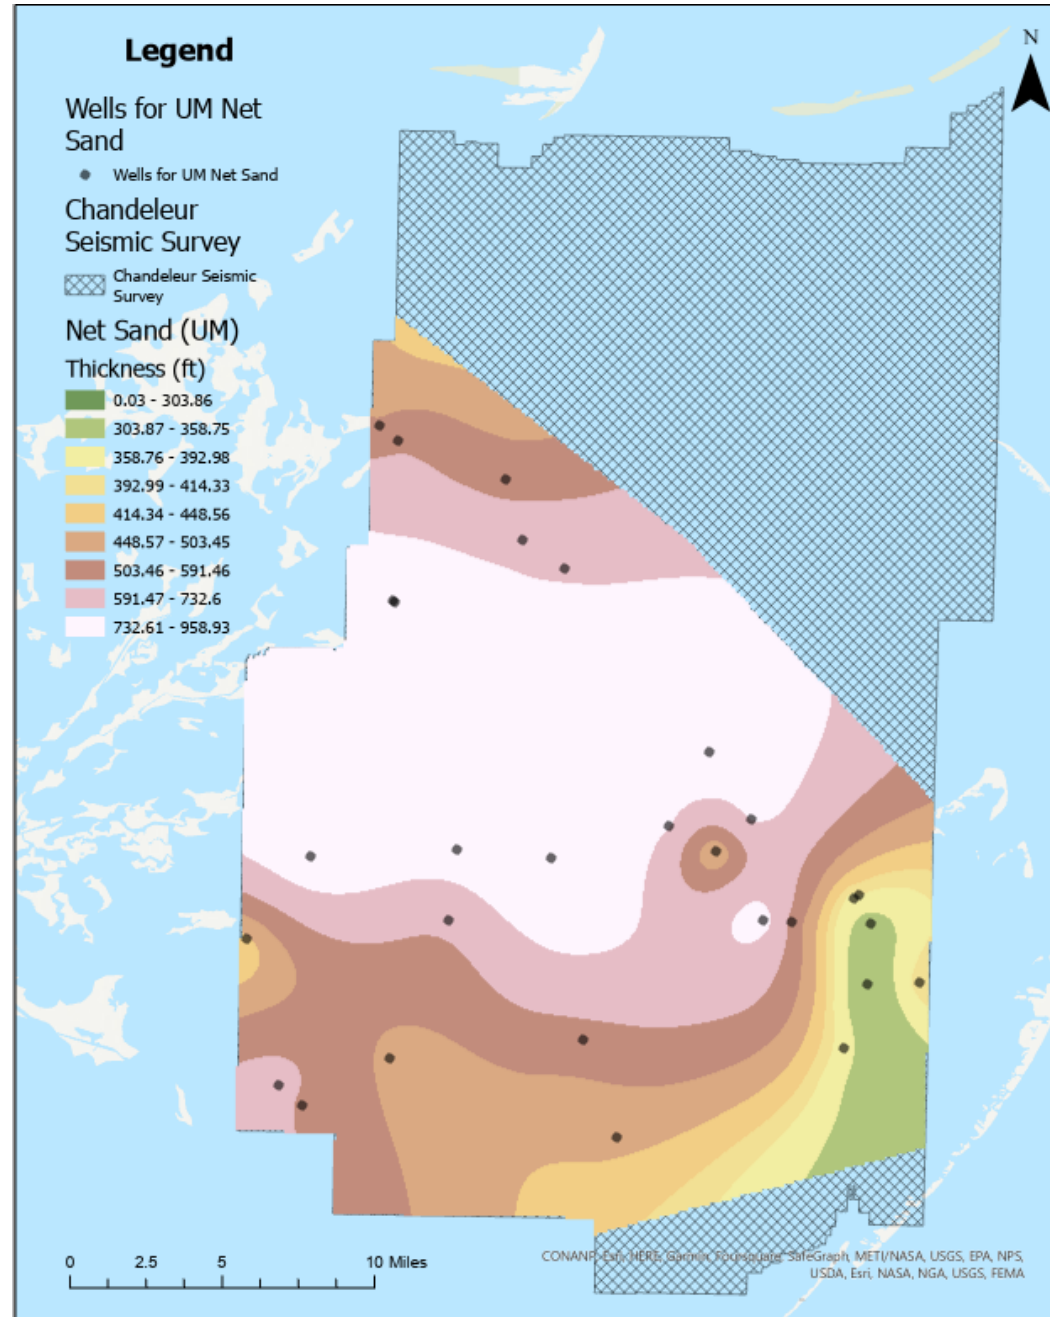 Legend
N
Wells for UM Net
Sand
Wells for UM Net Sand
Chandeleur
Seismic Survey
Chandeleur Seismic
Survey
Net Sand (UM)
Thickness (ft)
0.03 - 303.86
303.87 - 358.75
358.76 - 392.98
392.99 - 414.33
414.34 - 448.56
448.57 - 503.45
503.46 - 591.46
591.47 - 732.6
732.61 - 958.93
0 2.5 5 10 Miles
CONANP, Esri, HERE, Garmin, Foursquare, SafeGraph, METI/NASA, USGS, EPA, NPS,
USDA, Esri, NASA, NGA, USGS, FEMA